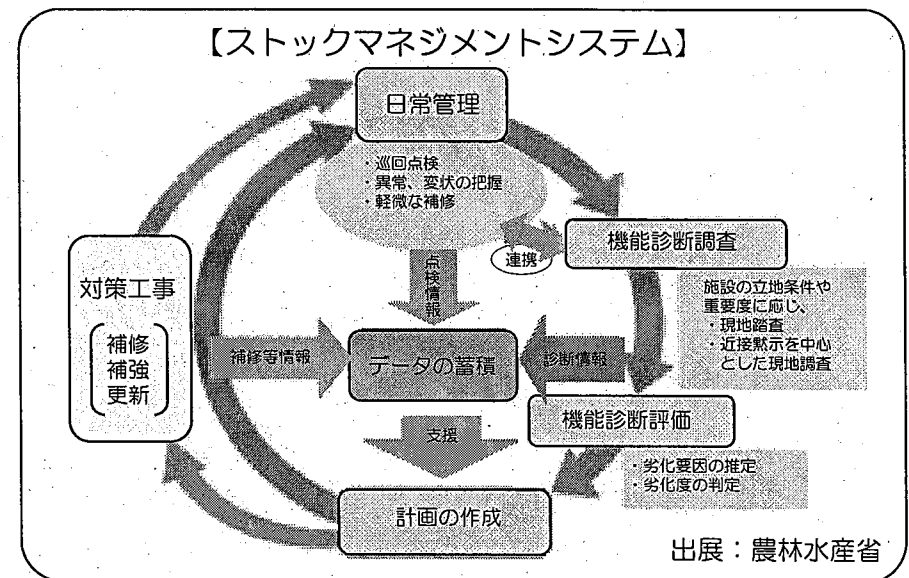 【ストックマネジメントシステム】
日常管理
・巡回点検
・異常、変状の把握
・軽微な補修
連携
機能診断調査
施設の立地条件や
重要度に応じ、
・現地踏査
・近接黙示を中心
とした現地調査
点検情報
対策工事
補修
補強
更新
補修等情報
データの蓄積
診断情報
機能診断評価
・劣化要因の推定
・劣化度の判定
支援
計画の作成
出展:農林水産省